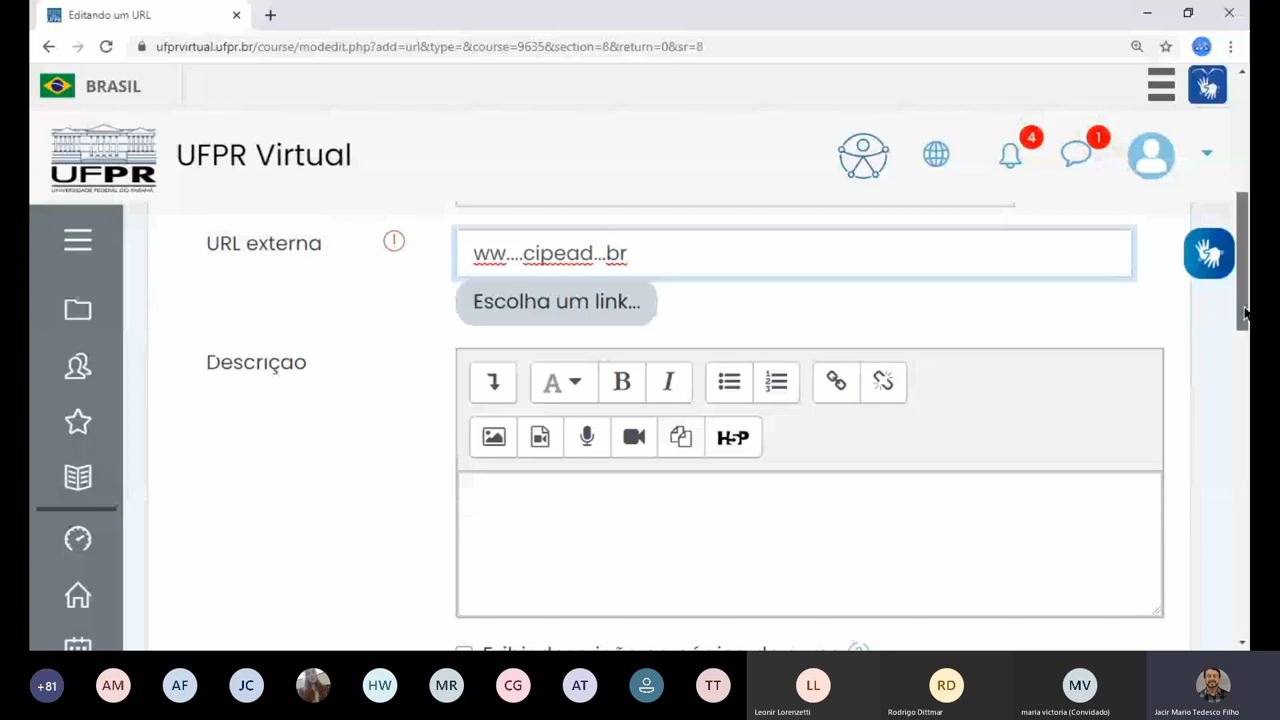 Editando um URL
ufprvirtual.ufpr.br/course/modedit.php?add=url&type=&course=9635&section=8&return=0&sr=8
BRASIL
UFPR
UNIVERSIDADE FEDERAL DO PARANÁ
UFPR Virtual
4
1
URL externa
ww....cipead...br
Escolha um link...
Descrição
A
B
I
H5P
+81
AM
AF
JC
HW
MR
CG
AT
TT
LL
RD
MV
Leonir Lorenzetti
Rodrigo Dittmar
maria victoria (Convidado)
Jacir Mario Tedesco Filho